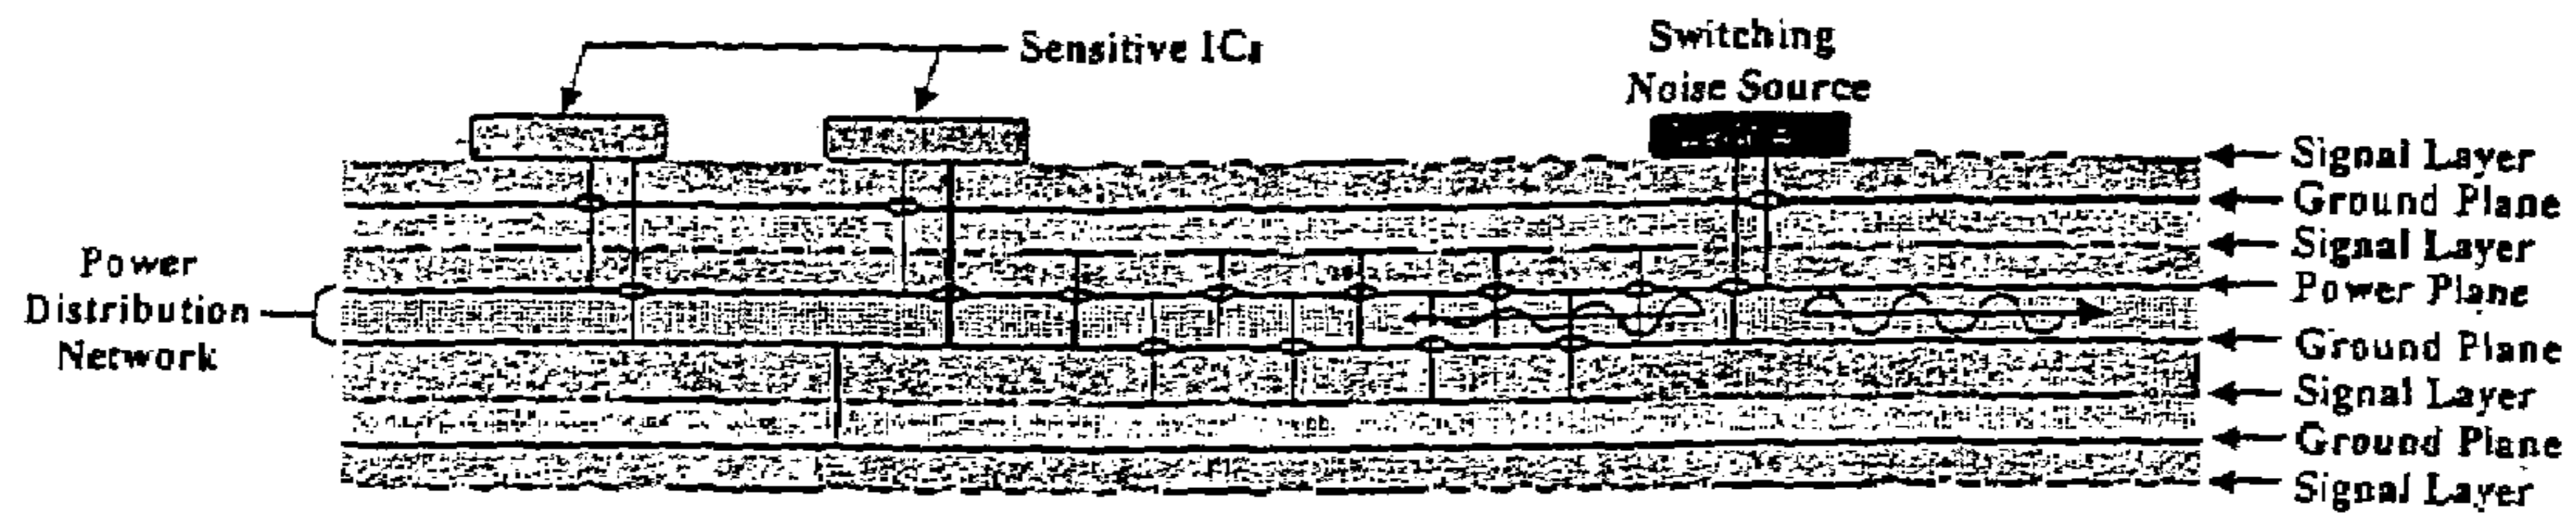 Sensitive ICs
Switching
Noise Source
Power
Distribution
Network
Signal Layer
Ground Plane
Signal Layer
Power Plane
Ground Plane
Signal Layer
Ground Plane
Signal Layer